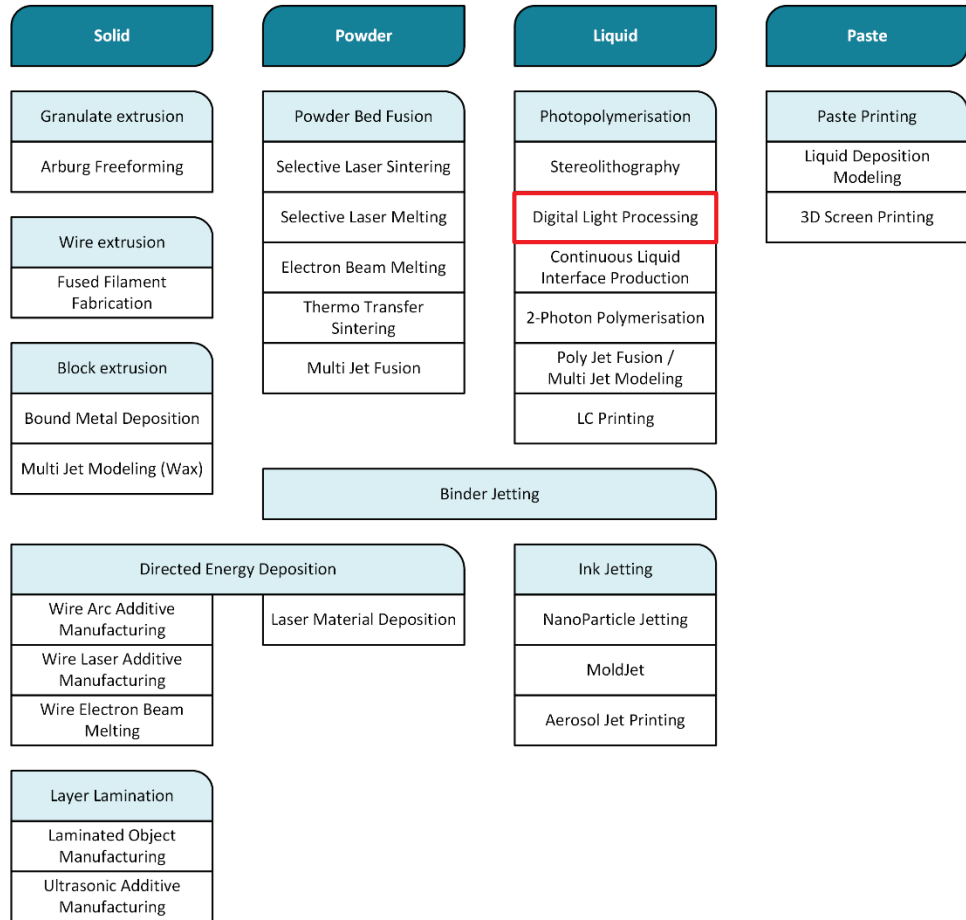 Solid
Powder
Liquid
Paste
Granulate extrusion
Arburg Freeforming
Wire extrusion
Fused Filament
Fabrication
Block extrusion
Bound Metal Deposition
Multi Jet Modeling (Wax)
Powder Bed Fusion
Selective Laser Sintering
Selective Laser Melting
Electron Beam Melting
Thermo Transfer
Sintering
Multi Jet Fusion
Photopolymerisation
Stereolithography
Digital Light Processing
Continuous Liquid
Interface Production
2-Photon Polymerisation
Poly Jet Fusion /
Multi Jet Modeling
LC Printing
Paste Printing
Liquid Deposition
Modeling
3D Screen Printing
Binder Jetting
Directed Energy Deposition
Wire Arc Additive
Manufacturing
Wire Laser Additive
Manufacturing
Wire Electron Beam
Melting
Laser Material Deposition
Ink Jetting
NanoParticle Jetting
MoldJet
Aerosol Jet Printing
Layer Lamination
Laminated Object
Manufacturing
Ultrasonic Additive
Manufacturing